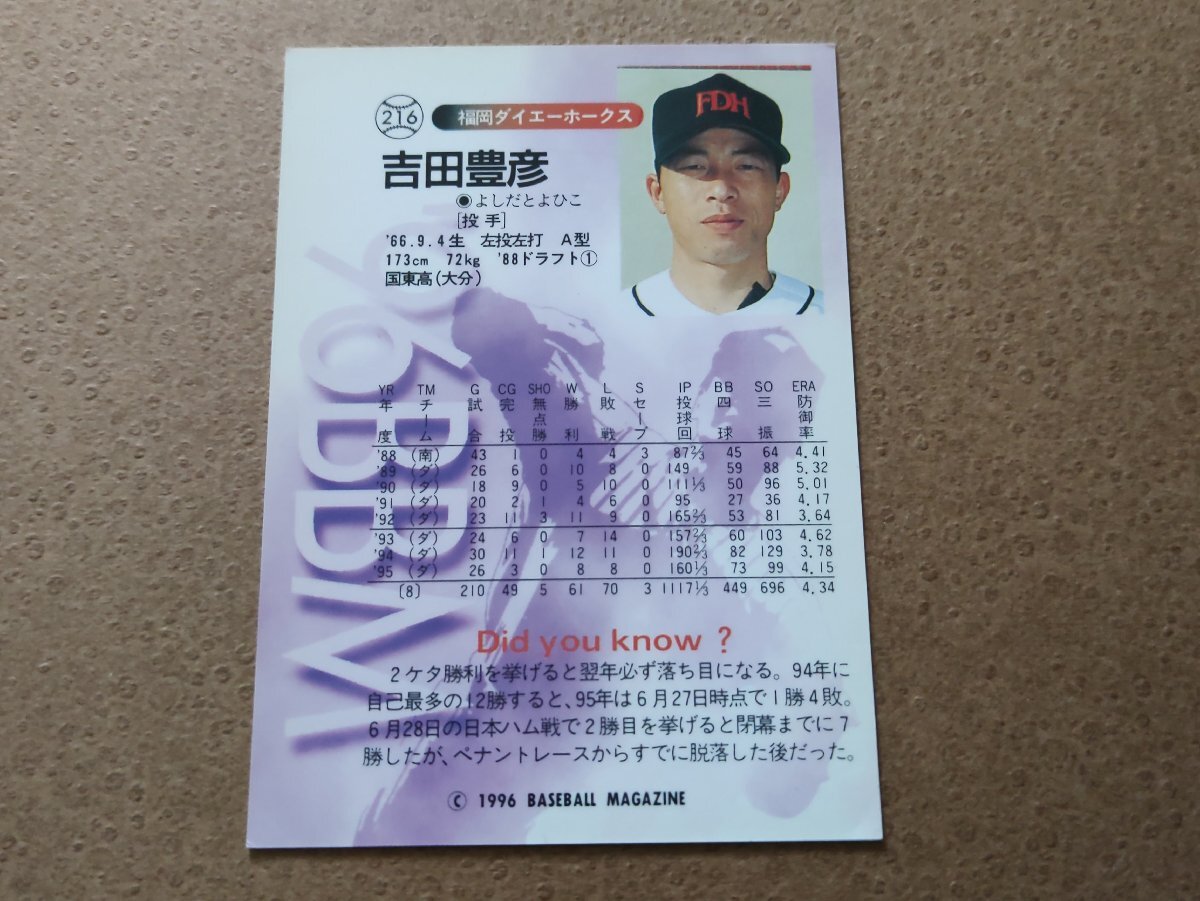 216
福岡ダイエーホークス
FDH
吉田豊彦
◉よしだとよひこ
[投手]
'66.9.4生 左投左打 A型
173cm 72kg '88ドラフト①
国東高(大分)
'96BBM
YR TM G CG SHO W L S IP BB SO ERA
年度 チーム 試合 完投 無点勝 勝利 敗戦 セーブ 投球回 四球 三振 防御率
'88 (南) 43 1 0 4 4 3 87 2/3 45 64 4.41
'89 (ダ) 26 6 0 10 8 0 149 59 88 5.32
'90 (ダ) 18 9 0 5 10 0 111 1/3 50 96 5.01
'91 (ダ) 20 2 1 4 6 0 95 27 36 4.17
'92 (ダ) 23 11 3 11 9 0 165 2/3 53 81 3.64
'93 (ダ) 24 6 0 7 14 0 157 2/3 60 103 4.62
'94 (ダ) 30 11 1 12 11 0 190 2/3 82 129 3.78
'95 (ダ) 26 3 0 8 8 0 160 1/3 73 99 4.15
[8] 210 49 5 61 70 3 1117 1/3 449 696 4.34
Did you know ?
2ケタ勝利を挙げると翌年必ず落ち目になる。94年に
自己最多の12勝すると、95年は6月27日時点で1勝4敗。
6月28日の日本ハム戦で2勝目を挙げると閉幕までに7
勝したが、ペナントレースからすでに脱落した後だった。
© 1996 BASEBALL MAGAZINE